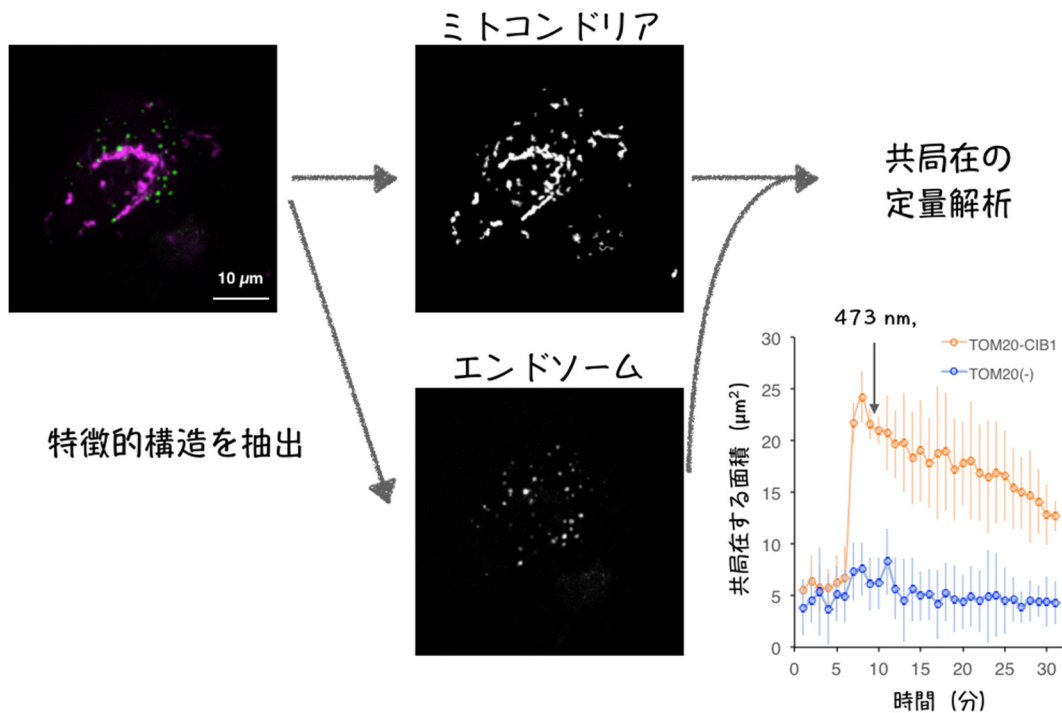 ミトコンドリア
10 µm
共局在の
定量解析
エンドソーム
特徴的構造を抽出
473 nm,
TOM20-CIB1
TOM20(-)
共局在する面積 (µm²)
30
25
20
15
10
5
0
0 5 10 15 20 25 30
時間 (分)